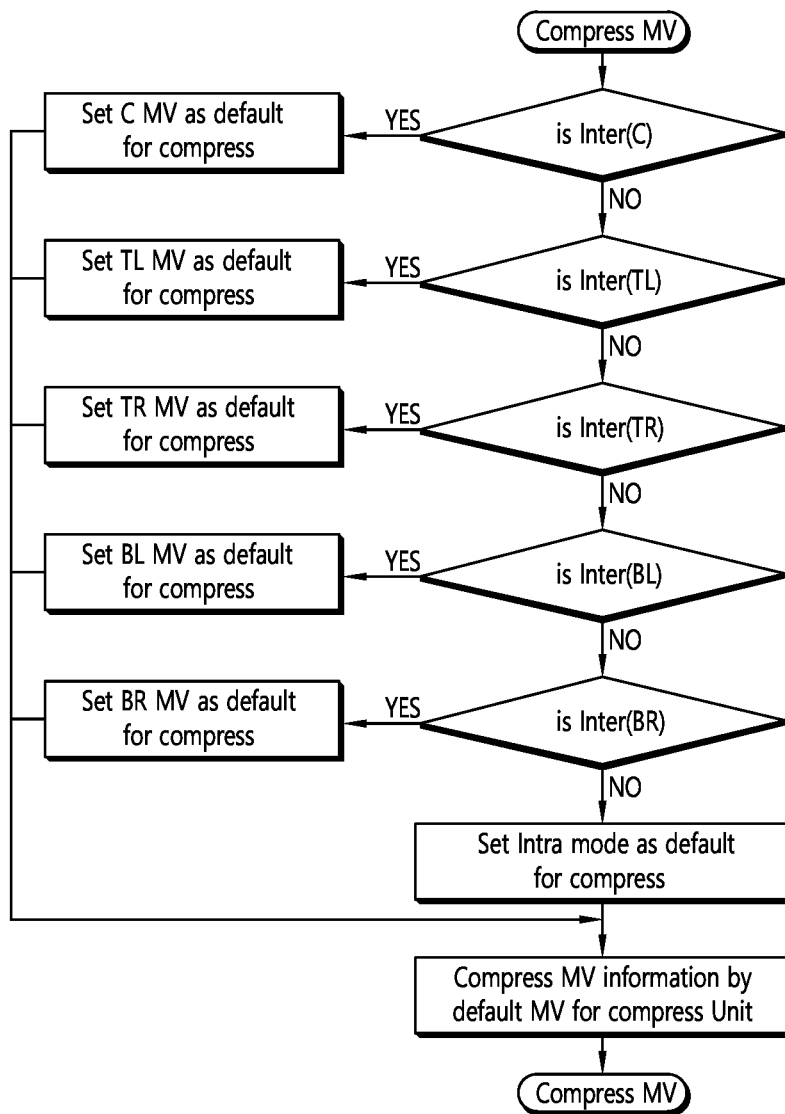 Compress MV
Set C MV as default
for compress
YES
is Inter(C)
NO
Set TL MV as default
for compress
YES
is Inter(TL)
NO
Set TR MV as default
for compress
YES
is Inter(TR)
NO
Set BL MV as default
for compress
YES
is Inter(BL)
NO
Set BR MV as default
for compress
YES
is Inter(BR)
NO
Set Intra mode as default
for compress
Compress MV information by
default MV for compress Unit
Compress MV